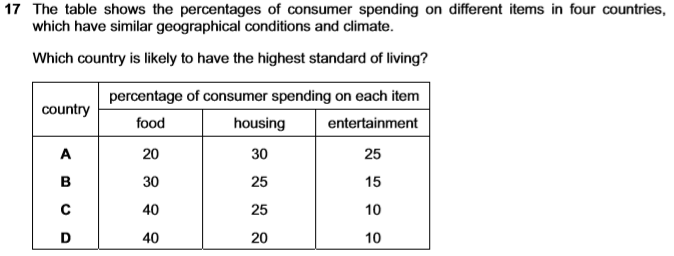 17 The table shows the percentages of consumer spending on different items in four countries,
which have similar geographical conditions and climate.
Which country is likely to have the highest standard of living?
country percentage of consumer spending on each item
food housing entertainment
A 20 30 25
B 30 25 15
C 40 25 10
D 40 20 10